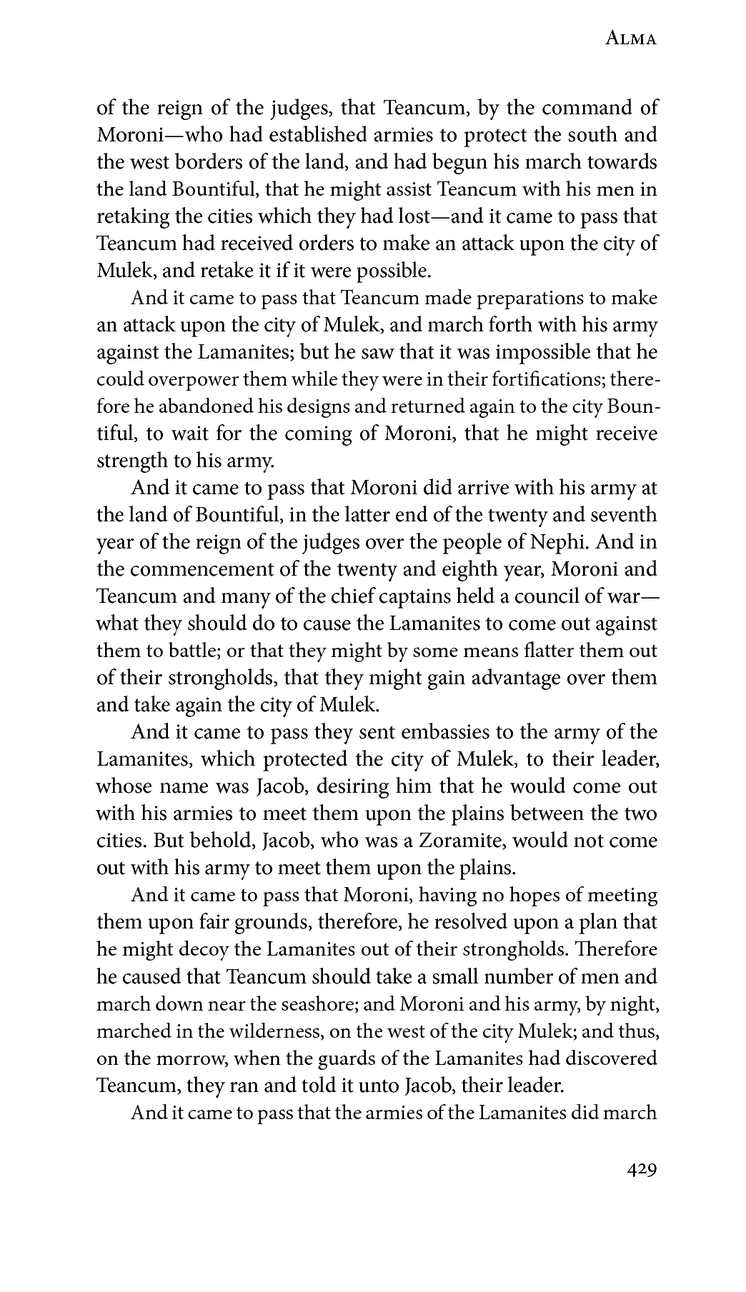 Alma
of the reign of the judges, that Teancum, by the command of
Moroni—who had established armies to protect the south and
the west borders of the land, and had begun his march towards
the land Bountiful, that he might assist Teancum with his men in
retaking the cities which they had lost—and it came to pass that
Teancum had received orders to make an attack upon the city of
Mulek, and retake it if it were possible.
And it came to pass that Teancum made preparations to make
an attack upon the city of Mulek, and march forth with his army
against the Lamanites; but he saw that it was impossible that he
could overpower them while they were in their fortifications; there-
fore he abandoned his designs and returned again to the city Boun-
tiful, to wait for the coming of Moroni, that he might receive
strength to his army.
And it came to pass that Moroni did arrive with his army at
the land of Bountiful, in the latter end of the twenty and seventh
year of the reign of the judges over the people of Nephi. And in
the commencement of the twenty and eighth year, Moroni and
Teancum and many of the chief captains held a council of war—
what they should do to cause the Lamanites to come out against
them to battle; or that they might by some means flatter them out
of their strongholds, that they might gain advantage over them
and take again the city of Mulek.
And it came to pass they sent embassies to the army of the
Lamanites, which protected the city of Mulek, to their leader,
whose name was Jacob, desiring him that he would come out
with his armies to meet them upon the plains between the two
cities. But behold, Jacob, who was a Zoramite, would not come
out with his army to meet them upon the plains.
And it came to pass that Moroni, having no hopes of meeting
them upon fair grounds, therefore, he resolved upon a plan that
he might decoy the Lamanites out of their strongholds. Therefore
he caused that Teancum should take a small number of men and
march down near the seashore; and Moroni and his army, by night,
marched in the wilderness, on the west of the city Mulek; and thus,
on the morrow, when the guards of the Lamanites had discovered
Teancum, they ran and told it unto Jacob, their leader.
And it came to pass that the armies of the Lamanites did march
429